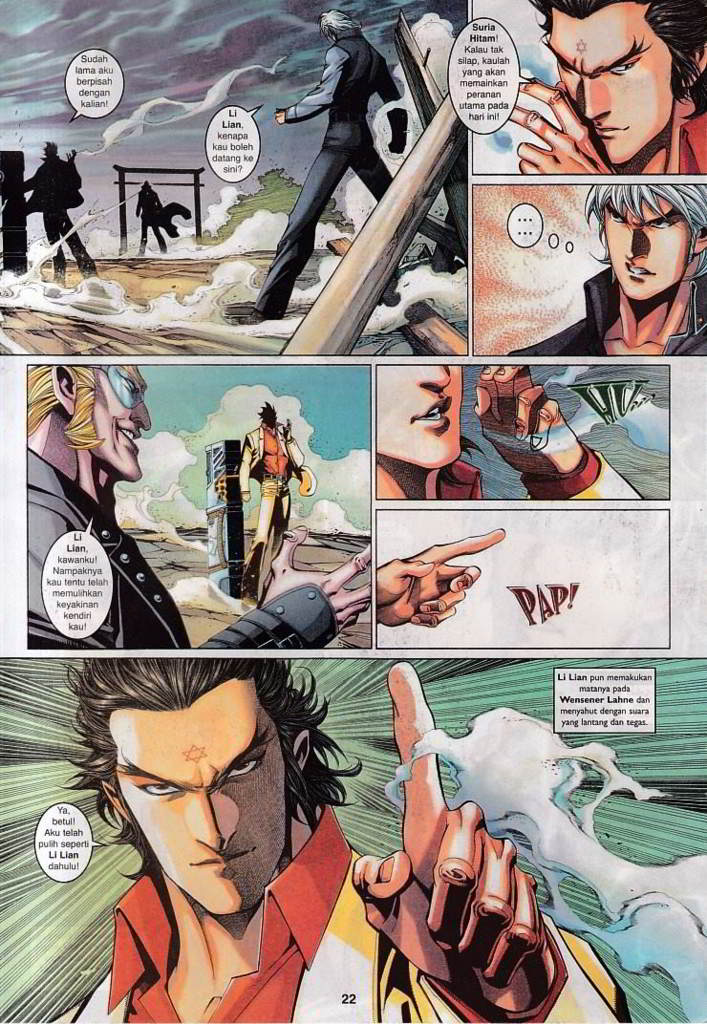 Sudah
lama aku
berpisah
dengan
kalian!
Li
Lian,
kenapa
kau boleh
datang ke
sini?
Suria
Hitam!
Kalau tak
silap, kaulah
yang akan
memainkan
peranan
utama pada
hari ini!
...
...
Li
Lian,
kawanku!
Nampaknya
kau tentu telah
memulihkan
keyakinan
kendiri
kau!
HU
PAP!
Li Lian pun memakukan
matanya pada
Wensener Lahne dan
menyahut dengan suara
yang lantang dan tegas.
Ya,
betul!
Aku telah
pulih seperti
Li Lian
dahulu!
22